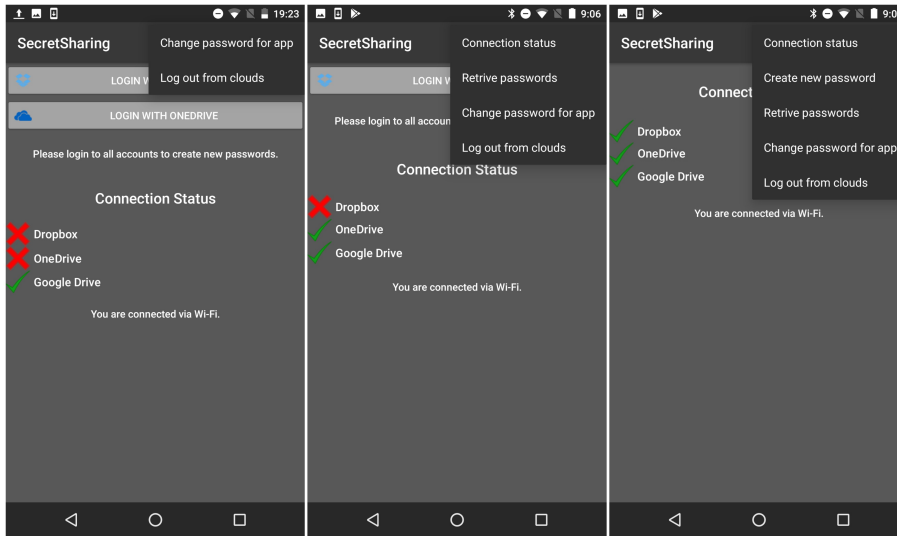 19:23
SecretSharing
Change password for app
LOGIN W
Log out from clouds
LOGIN WITH ONEDRIVE
Please login to all accounts to create new passwords.
Connection Status
Dropbox
OneDrive
Google Drive
You are connected via Wi-Fi.
9:06
SecretSharing
Connection status
LOGIN W
Retrive passwords
Please login to all accoun
Change password for app
Log out from clouds
Connection Status
Dropbox
OneDrive
Google Drive
You are connected via Wi-Fi.
9:0
SecretSharing
Connection status
Create new password
Connect
Retrive passwords
Dropbox
Change password for app
OneDrive
Google Drive
Log out from clouds
You are connected via Wi-Fi.